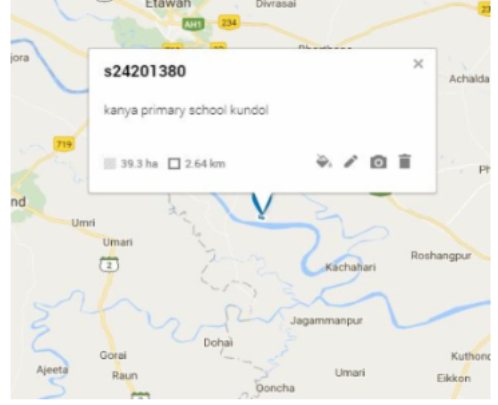 Etawah
Divrasai
AH1
234
jora
s24201380
kanya primary school kundol
39.3 ha
2.64 km
Achalda
719
nd
Umri
Umari
2
Roshangpur
Kachahari
Jagammanpur
Dohai
Gorai
Ajeeta
Raun
Umari
Kuthond
Eikkon
Ooncha